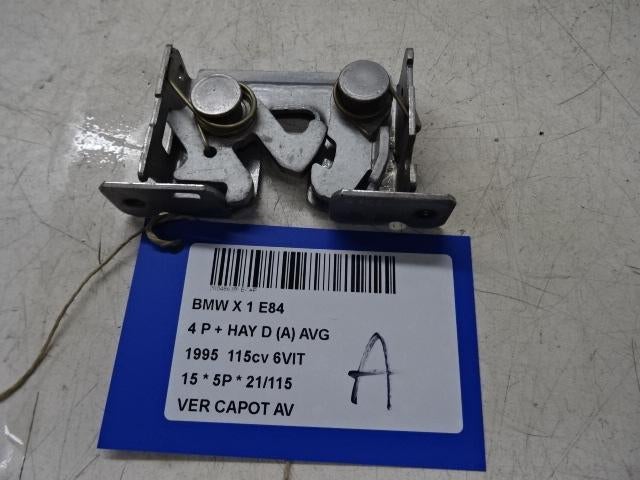 BMW X 1 E84
4 P + HAY D (A) AVG
1995 115cv 6VIT
15 * 5P * 21/115
VER CAPOT AV
A